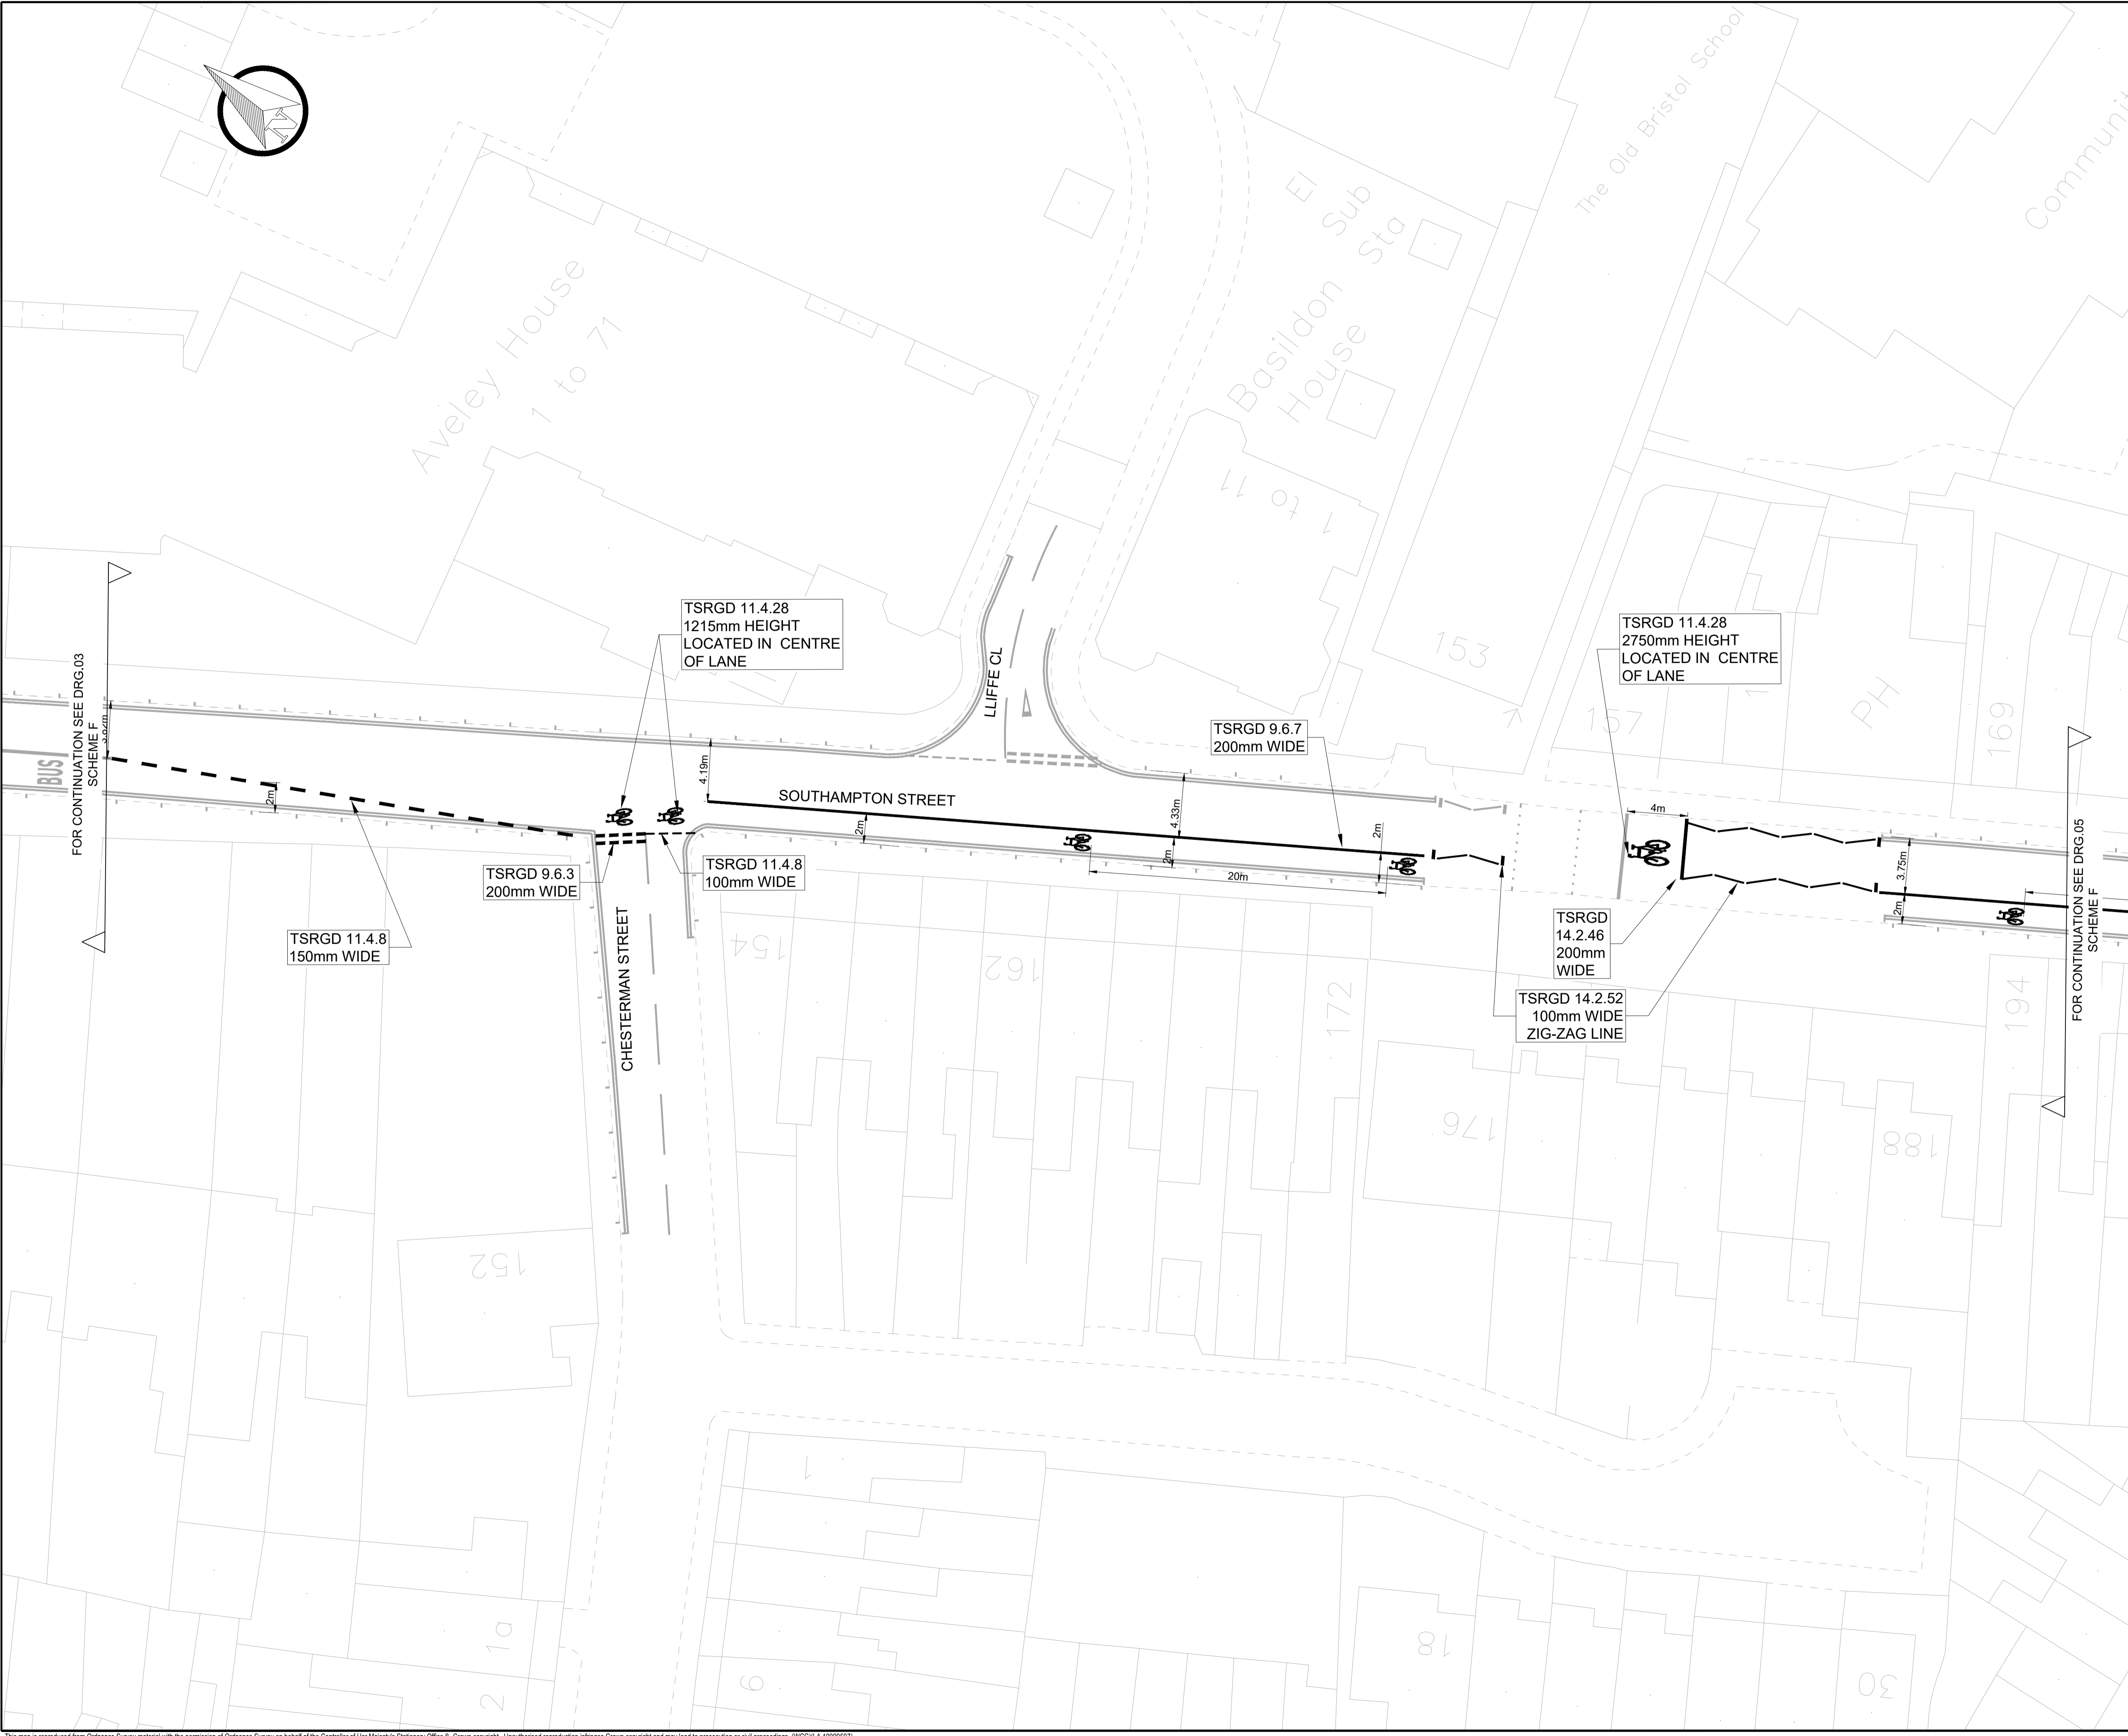 N
The Old Bristol School
Communit
El
Sub
Sta
Aveley House
1 to 71
Basildon
House
1 to 11
153
157
PH
169
FOR CONTINUATION SEE DRG.03
SCHEME F
TSRGD 11.4.28
1215mm HEIGHT
LOCATED IN CENTRE
OF LANE
LLIFFE CL
TSRGD 11.4.28
2750mm HEIGHT
LOCATED IN CENTRE
OF LANE
TSRGD 9.6.7
200mm WIDE
3.82m
BUS
2m
4.19m
SOUTHAMPTON STREET
2m
4.33m
2m
2m
20m
4m
3.75m
2m
FOR CONTINUATION SEE DRG.05
SCHEME F
TSRGD 9.6.3
200mm WIDE
TSRGD 11.4.8
100mm WIDE
TSRGD 11.4.8
150mm WIDE
CHESTERMAN STREET
TSRGD
14.2.46
200mm
WIDE
TSRGD 14.2.52
100mm WIDE
ZIG-ZAG LINE
154
162
172
176
188
194
152
1
1a
2
9
18
30